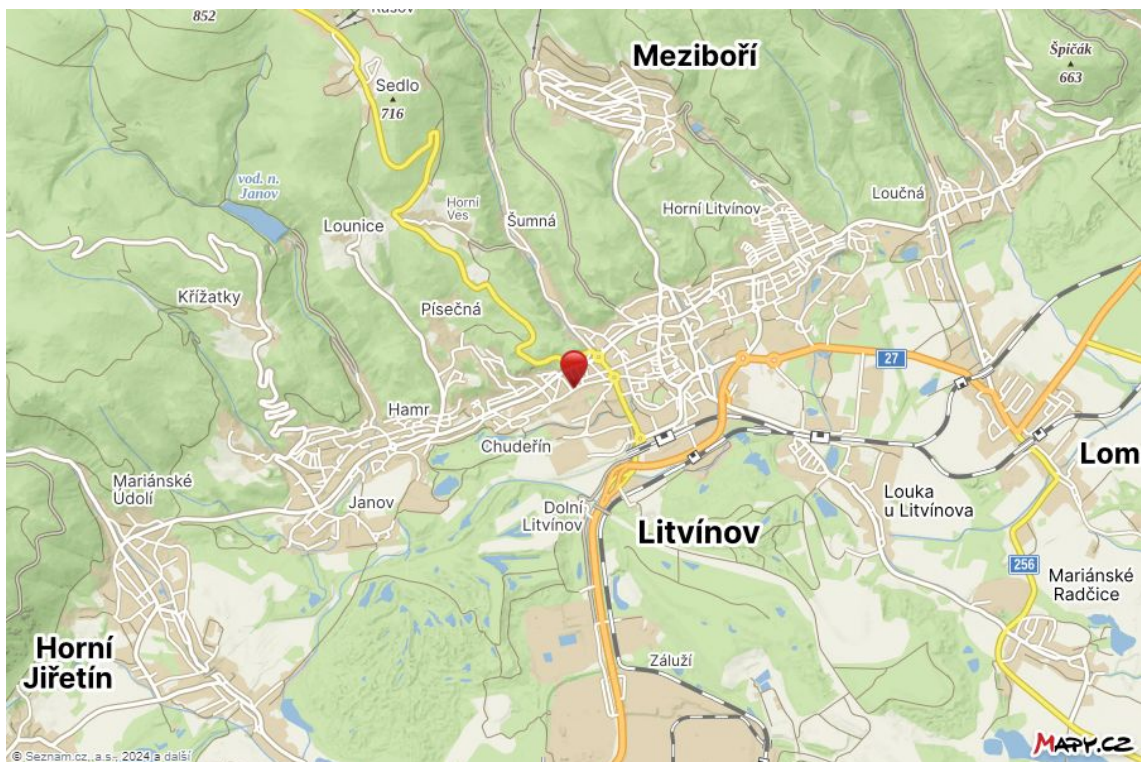 852
Meziboří
Špičák
663
Sedlo
716
vod. n.
Janov
Horní
Ves
Lounice
Šumná
Horní Litvínov
Loučná
Křížatky
Písečná
27
Hamr
Chudeřín
Lom
Mariánské
Údolí
Janov
Dolní
Litvínov
Litvínov
Louka
u Litvínova
256
Mariánské
Radčice
Horní
Jiřetín
Záluží
© Seznam.cz, a.s., 2024 a další
MAPY.CZ